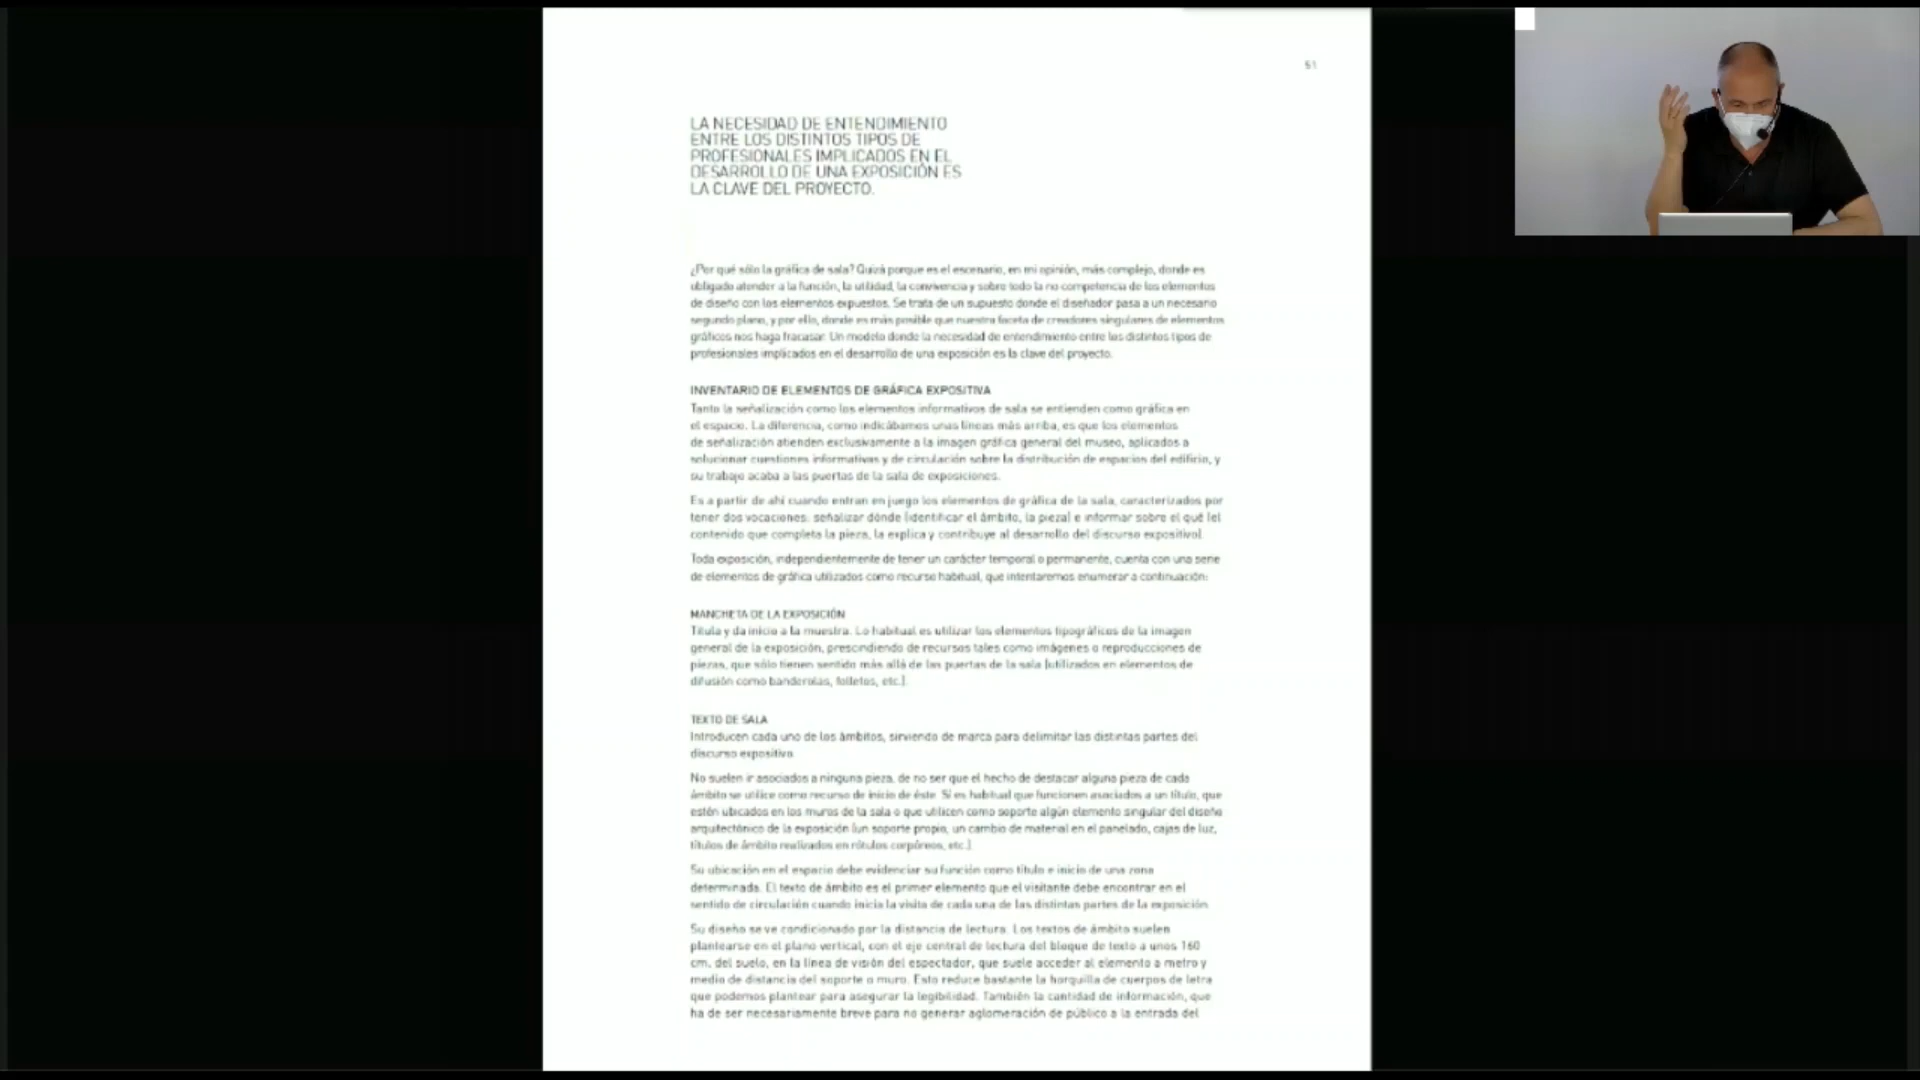 51
LA NECESIDAD DE ENTENDIMIENTO
ENTRE LOS DISTINTOS TIPOS DE
PROFESIONALES IMPLICADOS EN EL
DESARROLLO DE UNA EXPOSICIÓN ES
LA CLAVE DEL PROYECTO.
¿Por qué sólo la gráfica de sala? Quizá porque es el escenario, en mi opinión, más complejo, donde es
obligado atender a la función, la utilidad, la convivencia y sobre todo la no competencia de los elementos
de diseño con los elementos expuestos. Se trata de un supuesto donde el diseñador pasa a un necesario
segundo plano, y por ello, donde es más posible que nuestra faceta de creadores singulares de elementos
gráficos nos haga fracasar. Un modelo donde la necesidad de entendimiento entre los distintos tipos de
profesionales implicados en el desarrollo de una exposición es la clave del proyecto.
INVENTARIO DE ELEMENTOS DE GRÁFICA EXPOSITIVA
Tanto la señalización como los elementos informativos de sala se entienden como gráfica en
el espacio. La diferencia, como indicábamos unas líneas más arriba, es que los elementos
de señalización atienden exclusivamente a la imagen gráfica general del museo, aplicados a
solucionar cuestiones informativas y de circulación sobre la distribución de espacios del edificio, y
su trabajo acaba a las puertas de la sala de exposiciones.
Es a partir de ahí cuando entran en juego los elementos de gráfica de la sala, caracterizados por
tener dos vocaciones: señalizar dónde (identificar el ámbito, la pieza) e informar sobre el qué (el
contenido que completa la pieza, la explica y contribuye al desarrollo del discurso expositivo).
Toda exposición, independientemente de tener un carácter temporal o permanente, cuenta con una serie
de elementos de gráfica utilizados como recurso habitual, que intentaremos enumerar a continuación:
MANCHETA DE LA EXPOSICIÓN
Titula y da inicio a la muestra. Lo habitual es utilizar los elementos tipográficos de la imagen
general de la exposición, prescindiendo de recursos tales como imágenes o reproducciones de
piezas, que sólo tienen sentido más allá de las puertas de la sala (utilizados en elementos de
difusión como banderolas, folletos, etc.).
TEXTO DE SALA
Introducen cada uno de los ámbitos, sirviendo de marca para delimitar las distintas partes del
discurso expositivo.
No suelen ir asociados a ninguna pieza, de no ser que el hecho de destacar alguna pieza de cada
ámbito se utilice como recurso de inicio de éste. Sí es habitual que funcionen asociados a un título, que
estén ubicados en los muros de la sala o que utilicen como soporte algún elemento singular del diseño
arquitectónico de la exposición (un soporte propio, un cambio de material en el panelado, cajas de luz,
títulos de ámbito realizados en rótulos corpóreos, etc.).
Su ubicación en el espacio debe evidenciar su función como título e inicio de una zona
determinada. El texto de ámbito es el primer elemento que el visitante debe encontrar en el
sentido de circulación cuando inicia la visita de cada una de las distintas partes de la exposición.
Su diseño se ve condicionado por la distancia de lectura. Los textos de ámbito suelen
plantearse en el plano vertical, con el eje central de lectura del bloque de texto a unos 160
cm. del suelo, en la línea de visión del espectador, que suele acceder al elemento a metro y
medio de distancia del soporte o muro. Esto reduce bastante la horquilla de cuerpos de letra
que podemos plantear para asegurar la legibilidad. También la cantidad de información, que
ha de ser necesariamente breve para no generar aglomeración de público a la entrada del